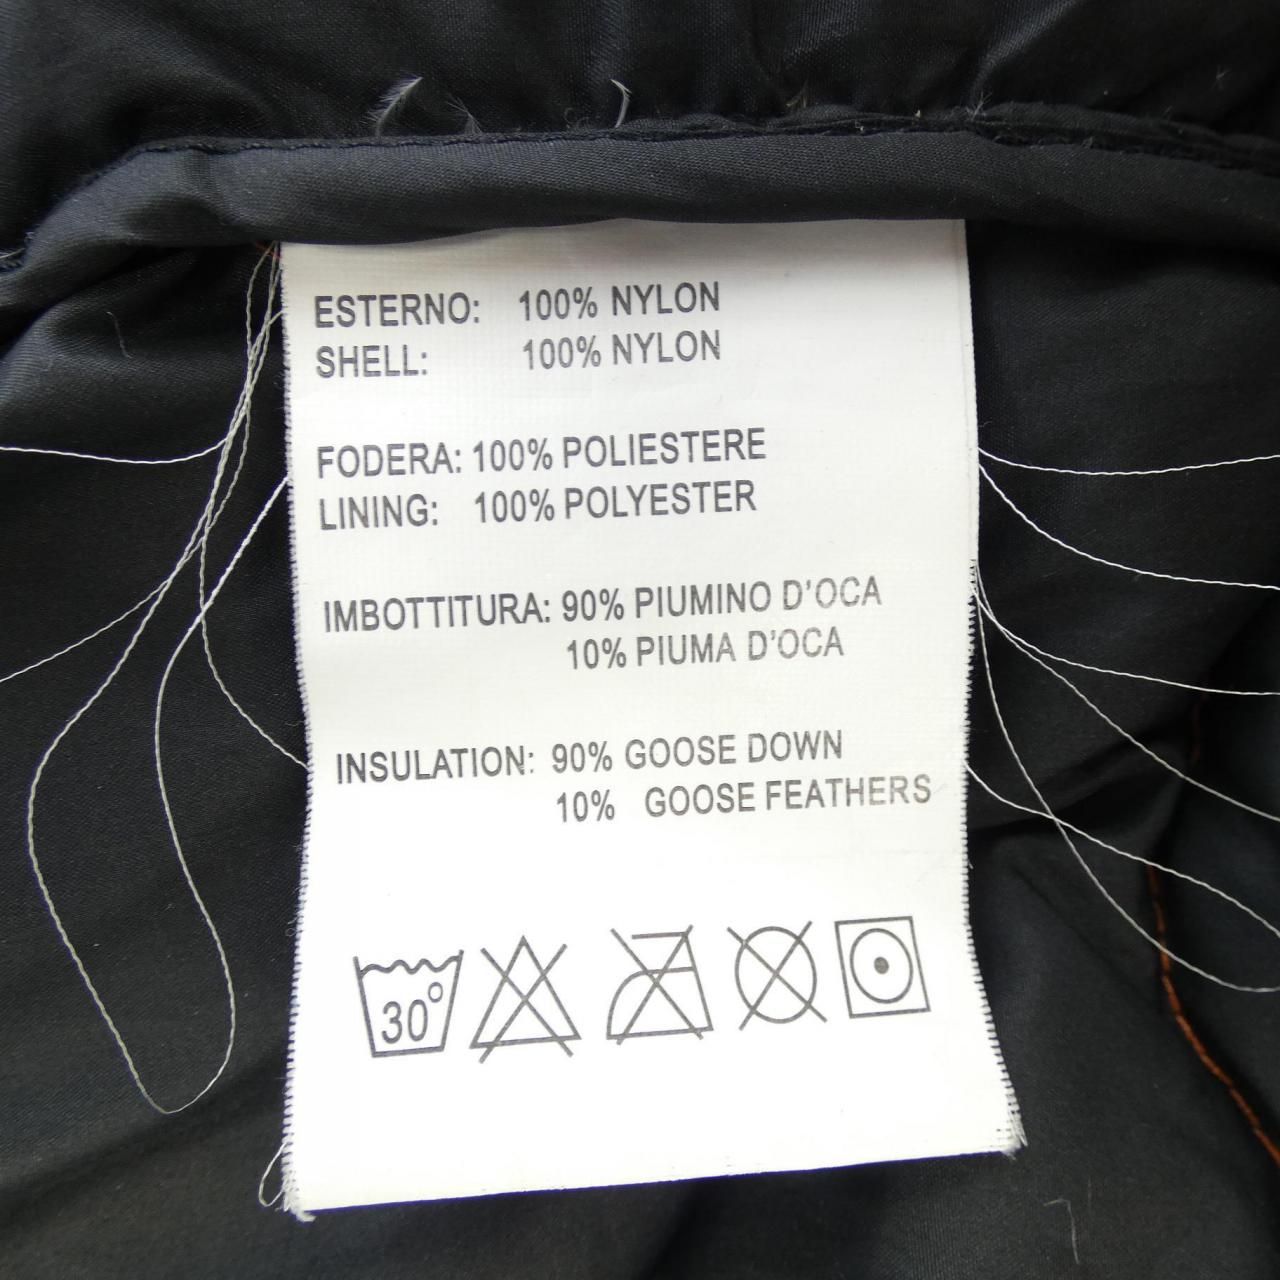 ESTERNO: 100% NYLON
SHELL: 100% NYLON
FODERA: 100% POLIESTERE
LINING: 100% POLYESTER
IMBOTTITURA: 90% PIUMINO D'OCA
10% PIUMA D'OCA
INSULATION: 90% GOOSE DOWN
10% GOOSE FEATHERS
30°